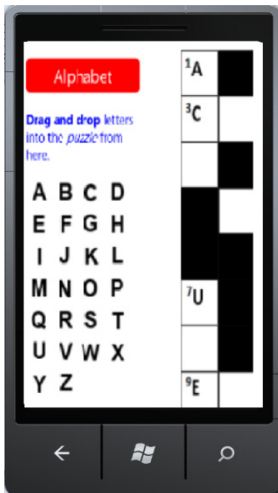 Alphabet
Drag and drop letters
into the puzzle from
here.
A B C D
E F G H
I J K L
M N O P
Q R S T
U V W X
Y Z
1A
3C
7U
9E